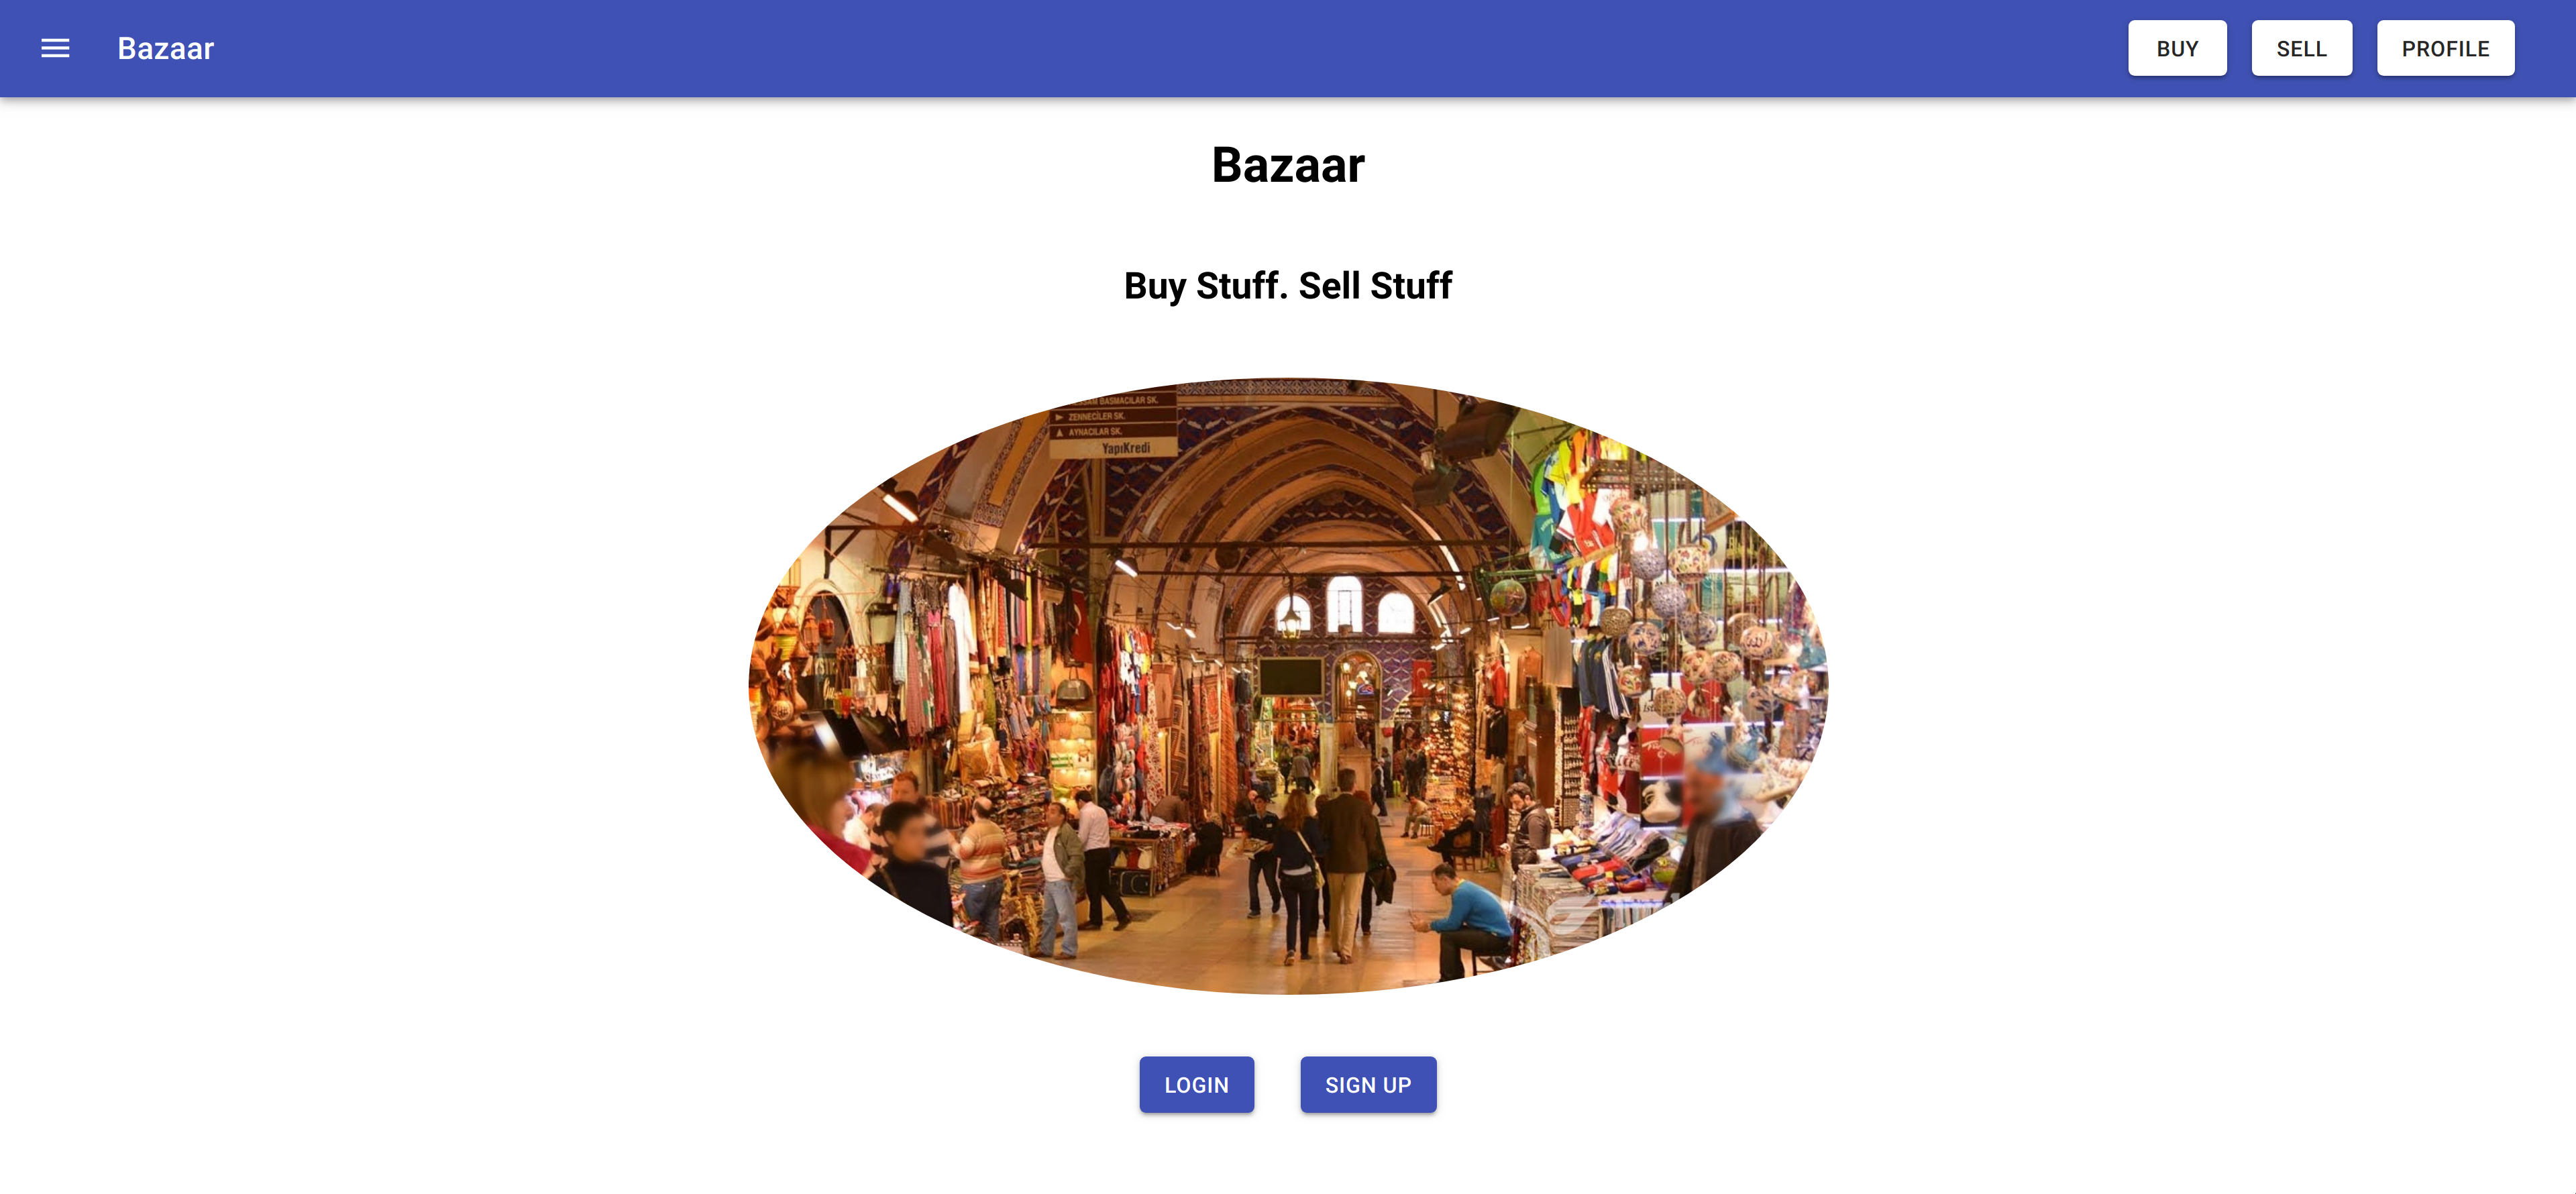 Bazaar
BUY
SELL
PROFILE
Bazaar
Buy Stuff. Sell Stuff
BASMACILAR SK.
ZENNECİLER SK.
AYNACILAR SK.
YapıKredi
LOGIN
SIGN UP